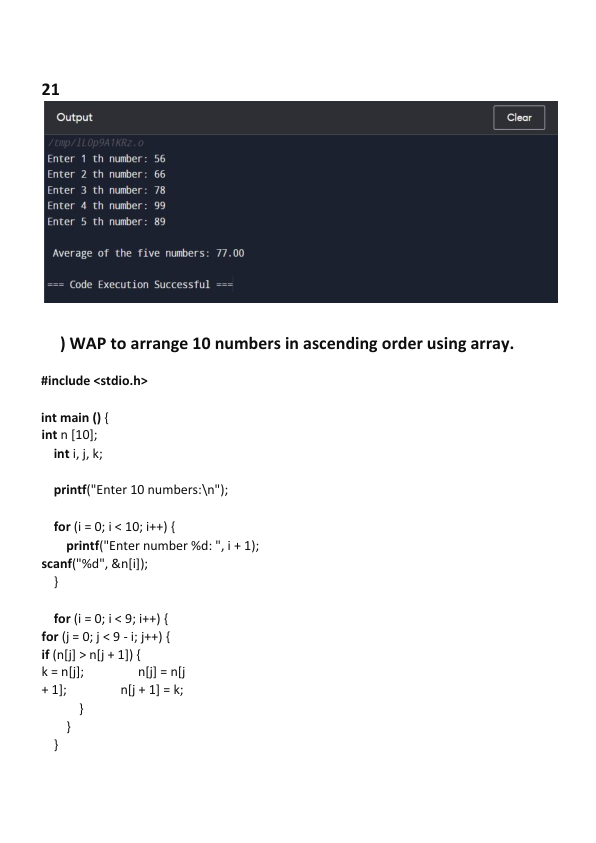 21
Output Clear
/tmp/lLOp9A1KRz.o
Enter 1 th number: 56
Enter 2 th number: 66
Enter 3 th number: 78
Enter 4 th number: 99
Enter 5 th number: 89
Average of the five numbers: 77.00
=== Code Execution Successful ===
) WAP to arrange 10 numbers in ascending order using array.
#include <stdio.h>
int main () {
int n [10];
int i, j, k;
printf("Enter 10 numbers:\n");
for (i = 0; i < 10; i++) {
printf("Enter number %d: ", i + 1);
scanf("%d", &n[i]);
}
for (i = 0; i < 9; i++) {
for (j = 0; j < 9 - i; j++) {
if (n[j] > n[j + 1]) {
k = n[j]; n[j] = n[j
+ 1]; n[j + 1] = k;
}
}
}